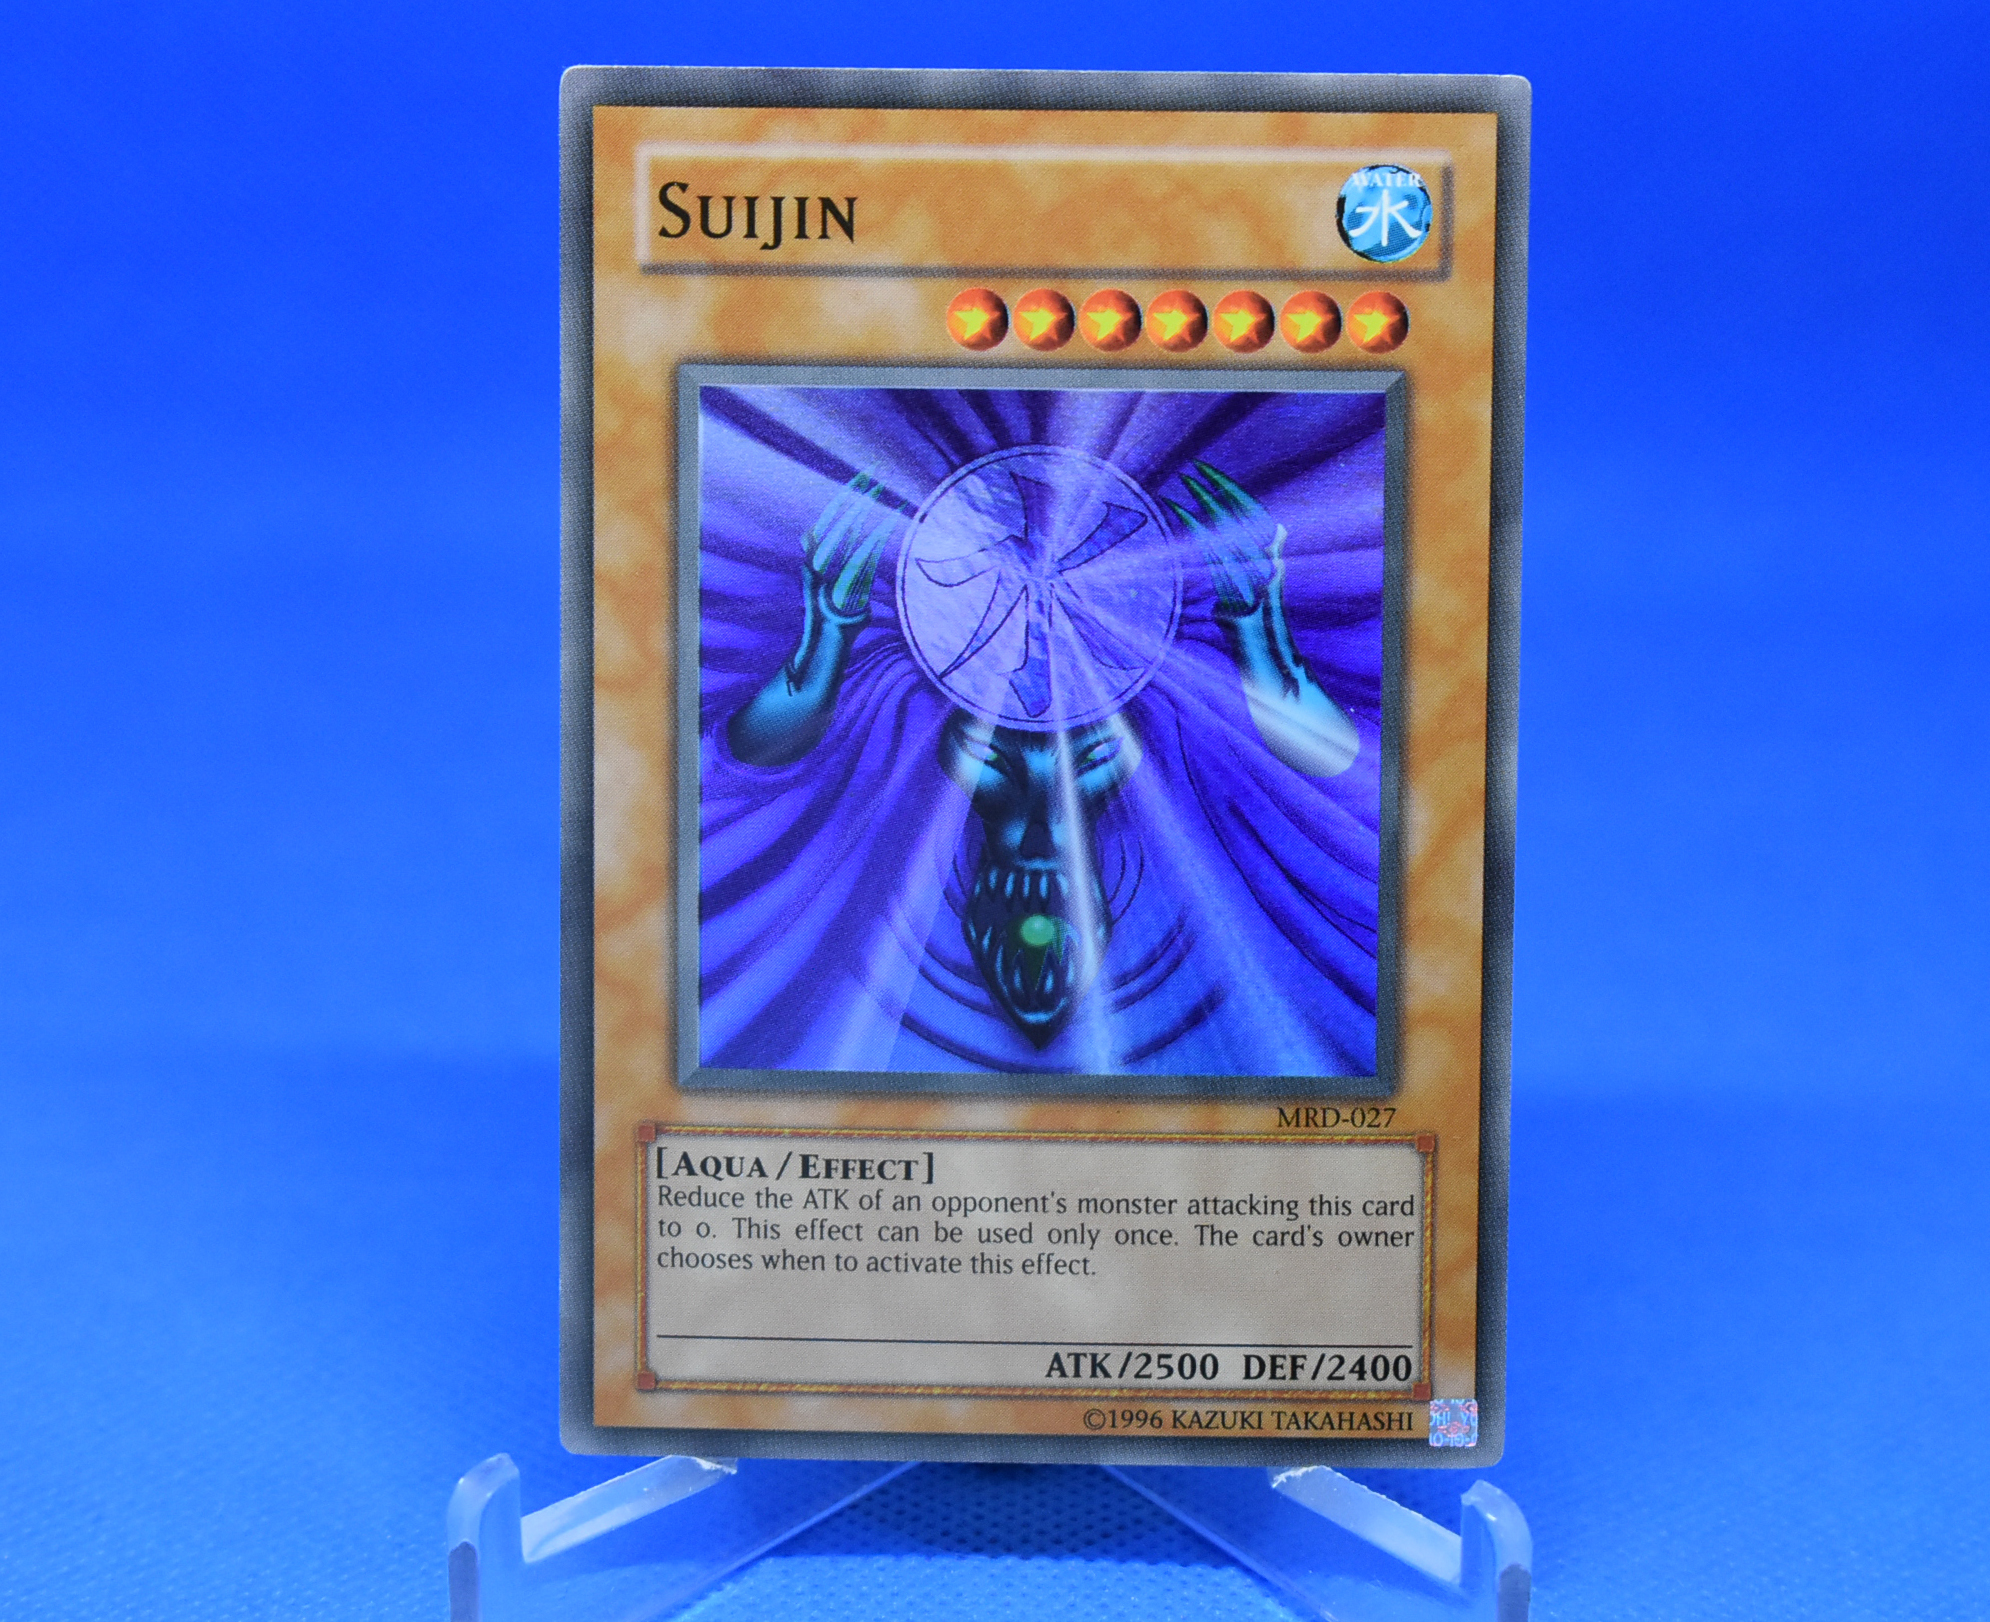 Suijin
WATER
水
水
MRD-027
[Aqua / Effect]
Reduce the ATK of an opponent's monster attacking this card
to 0. This effect can be used only once. The card's owner
chooses when to activate this effect.
ATK/2500 DEF/2400
©1996 KAZUKI TAKAHASHI